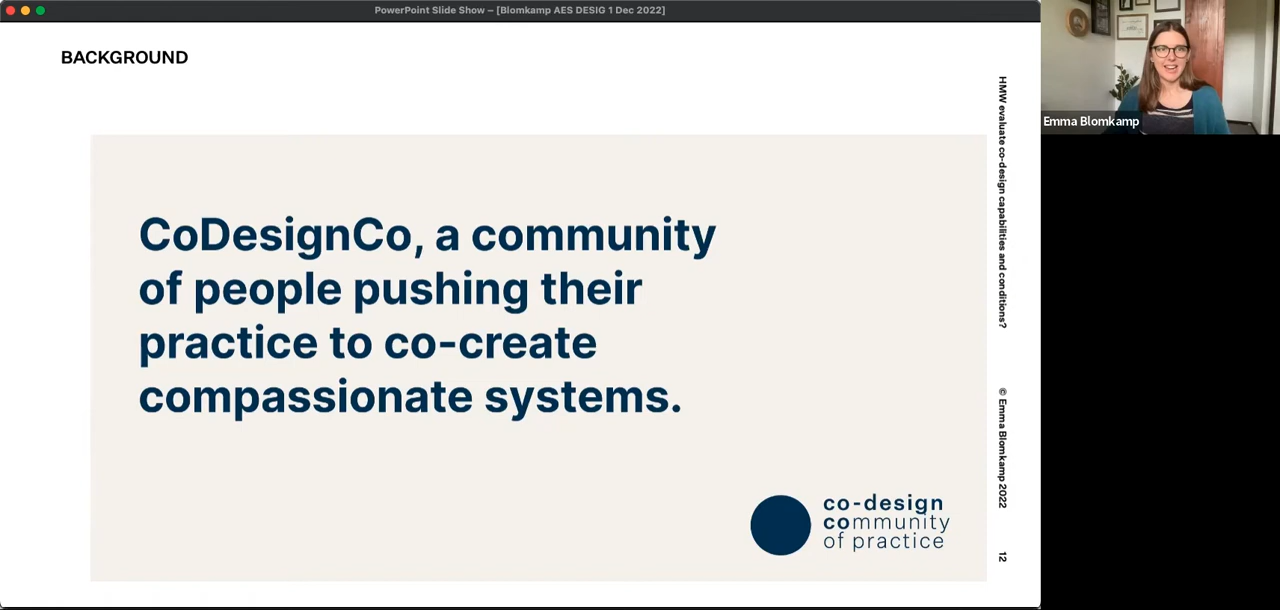 PowerPoint Slide Show – [Blomkamp AES DESIG 1 Dec 2022]
BACKGROUND
CoDesignCo, a community
of people pushing their
practice to co-create
compassionate systems.
co-design
community
of practice
HMW evaluate co-design capabilities and conditions?
© Emma Blomkamp 2022
12
Emma Blomkamp